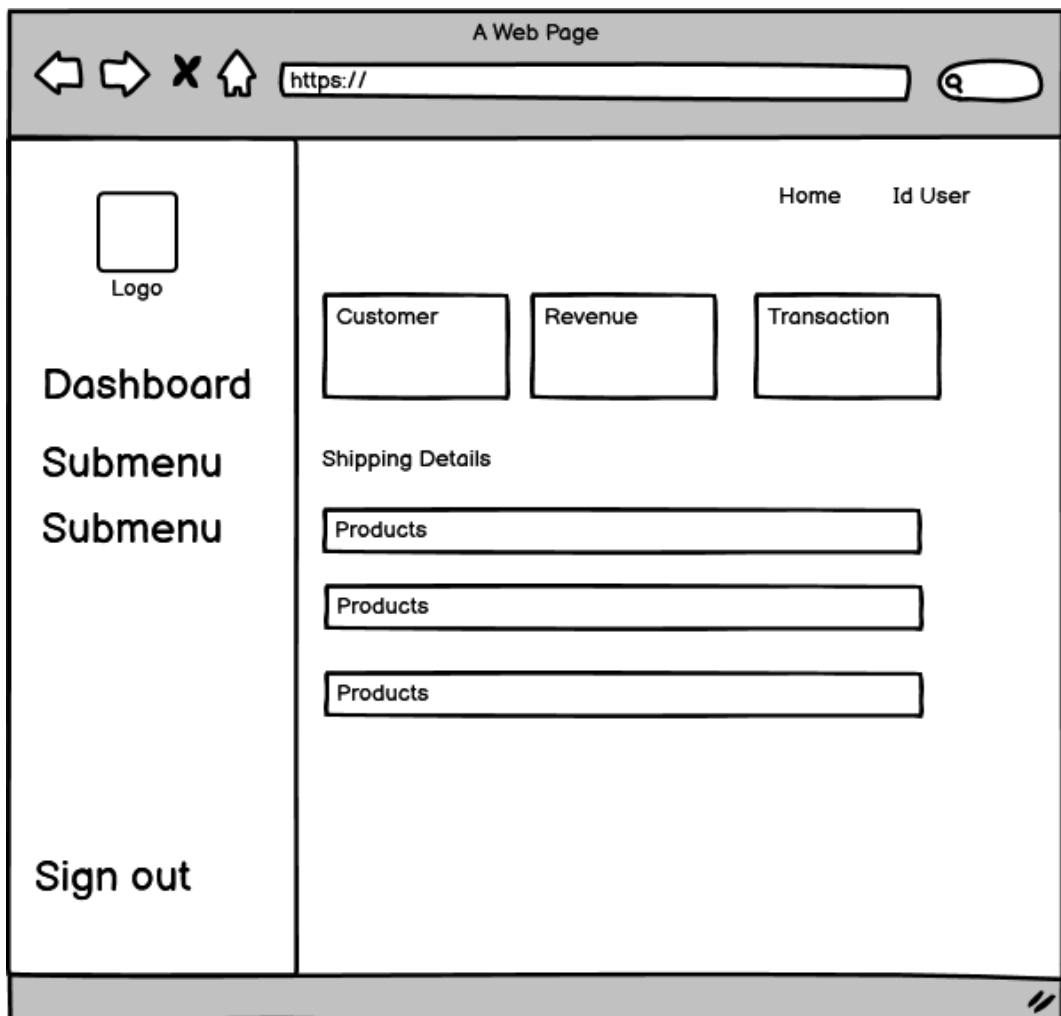 A Web Page
https://
Home
Id User
Logo
Customer
Revenue
Transaction
Dashboard
Submenu
Submenu
Shipping Details
Products
Products
Products
Sign out